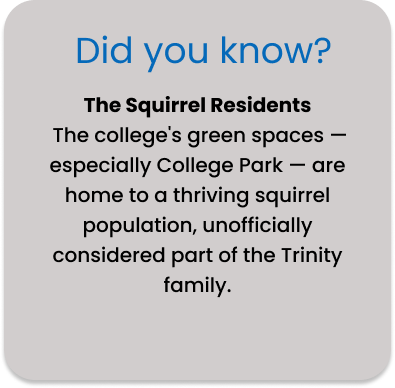 Did you know?
The Squirrel Residents
The college's green spaces —
especially College Park — are
home to a thriving squirrel
population, unofficially
considered part of the Trinity
family.